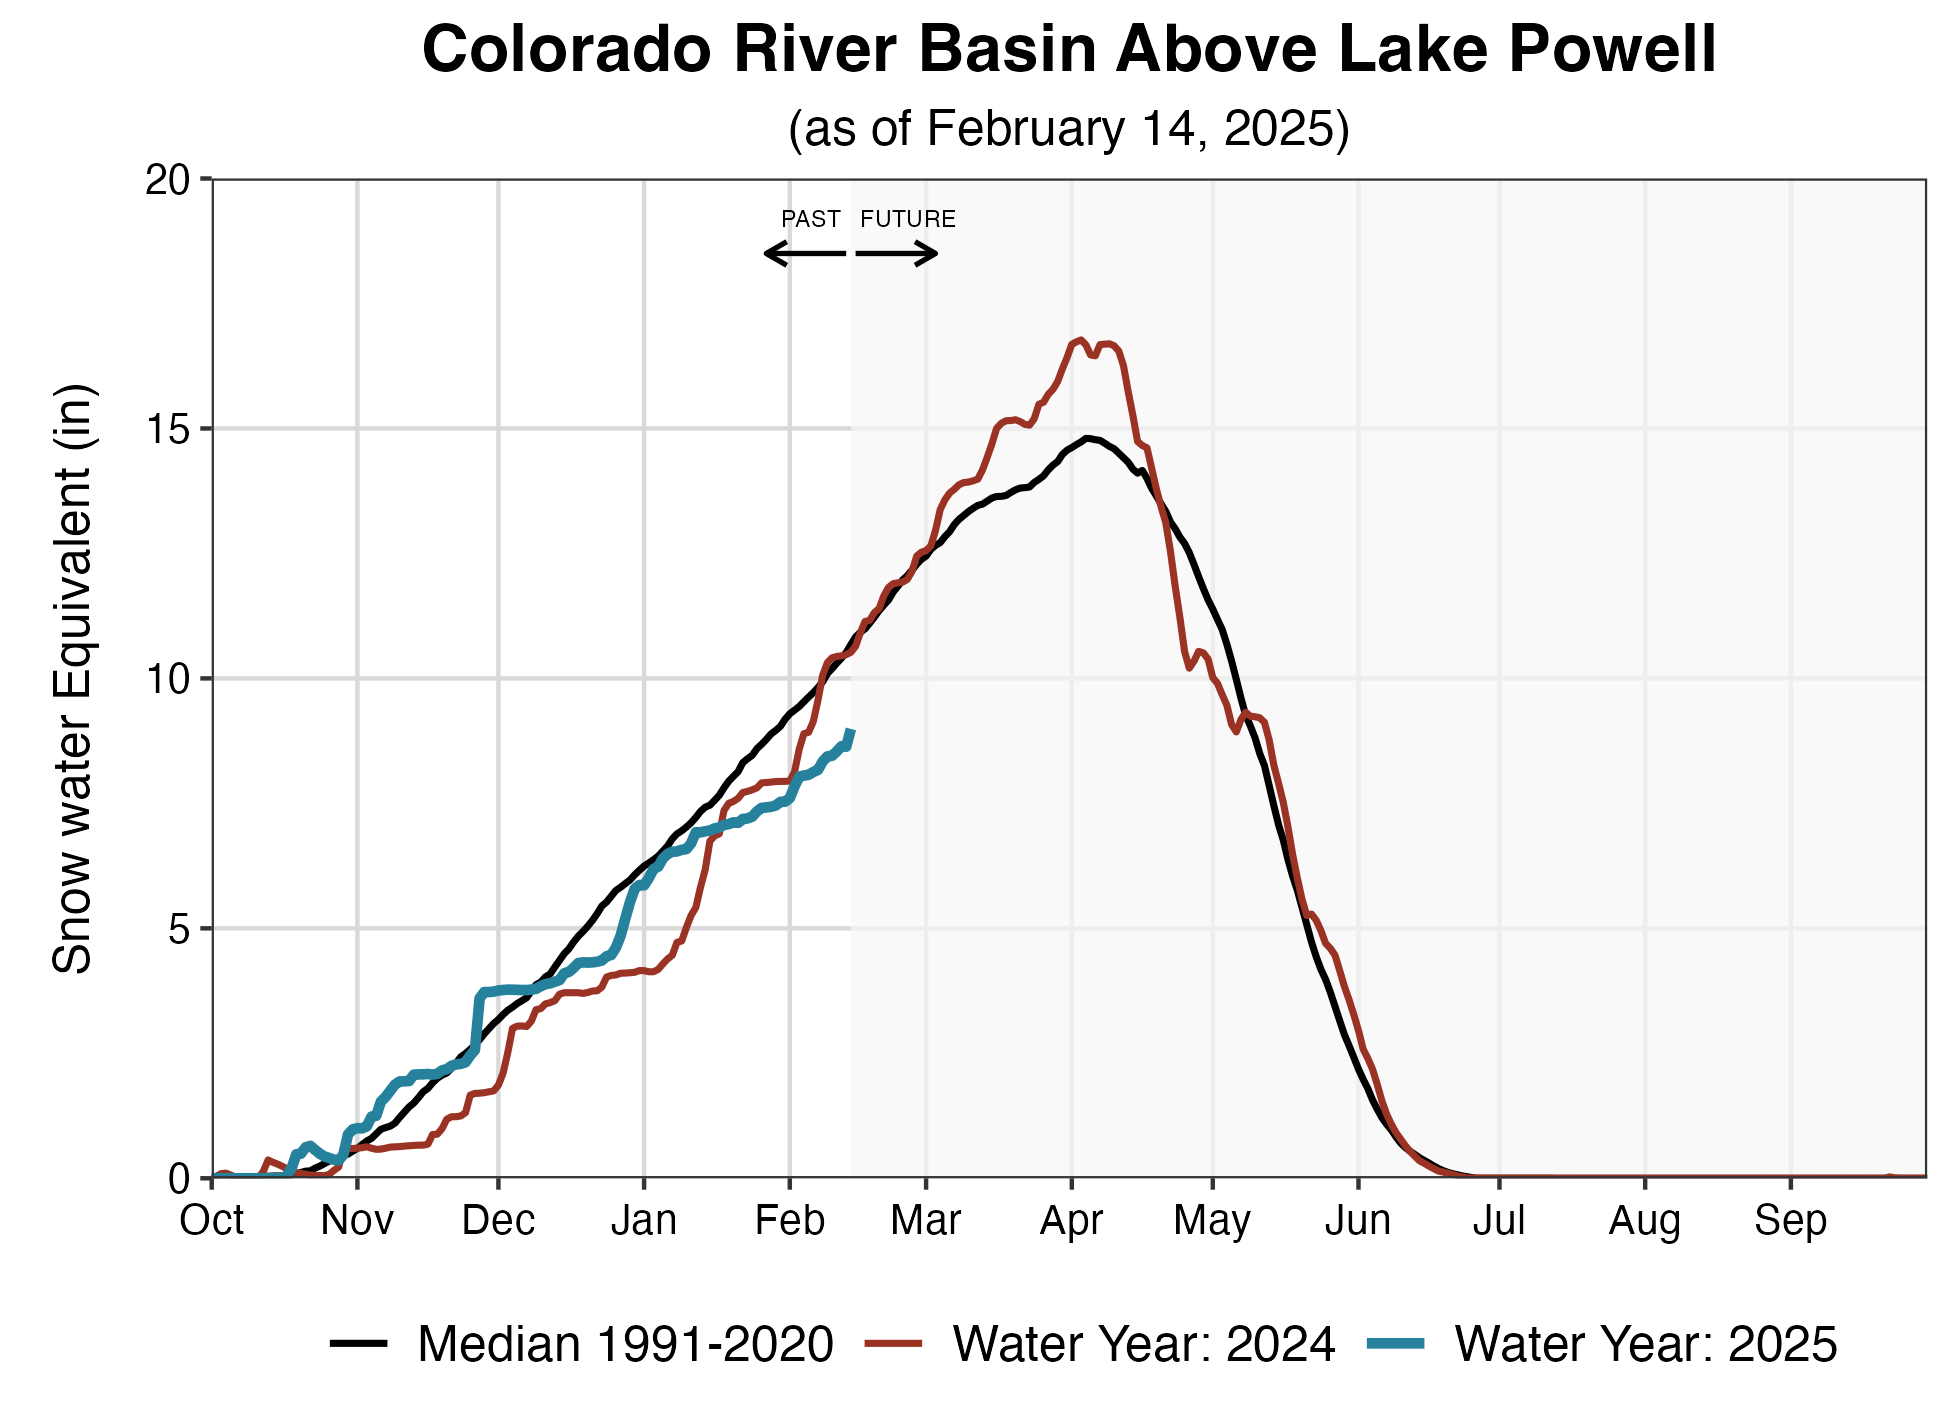 Colorado River Basin Above Lake Powell
(as of February 14, 2025)
PAST FUTURE
Snow water Equivalent (in)
20
15
10
5
0
Oct Nov Dec Jan Feb Mar Apr May Jun Jul Aug Sep
Median 1991-2020 Water Year: 2024 Water Year: 2025